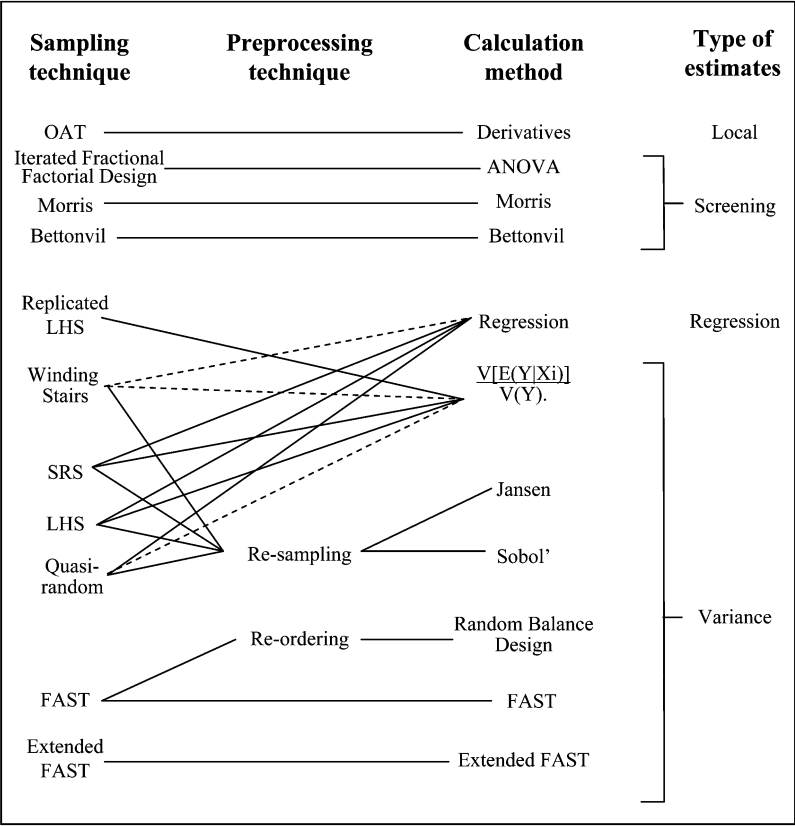 Sampling technique
Preprocessing technique
Calculation method
Type of estimates
OAT
Derivatives
Local
Iterated Fractional
Factorial Design
ANOVA
Morris
Morris
Screening
Bettonvil
Bettonvil
Replicated
LHS
Regression
Regression
Winding
Stairs
V[E(Y|Xi)]
V(Y).
SRS
Jansen
LHS
Quasi-
random
Re-sampling
Sobol’
Re-ordering
Random Balance
Design
Variance
FAST
FAST
Extended
FAST
Extended FAST